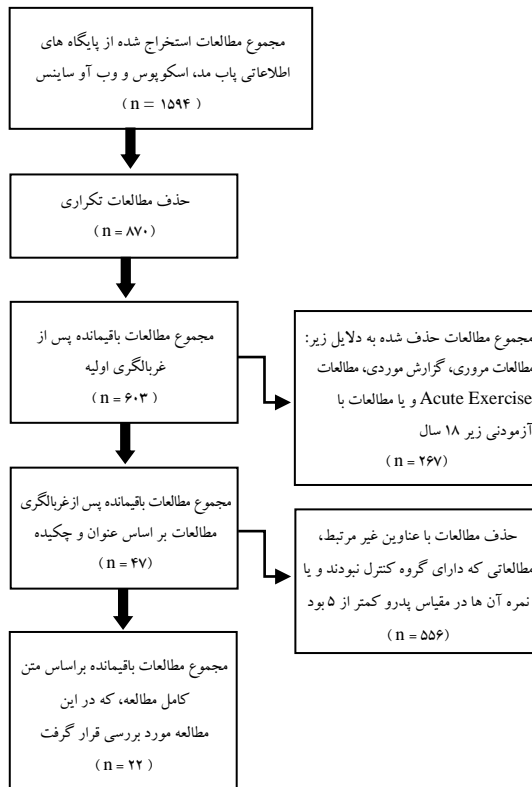 مجموع مطالعات استخراج شده از پایگاه های
اطلاعاتی پاب مد، اسکوپوس و وب آو ساینس
(n = ۱۵۹۴)
حذف مطالعات تکراری
(n = ۸۷۰)
مجموع مطالعات باقیمانده پس از
غربالگری اولیه
(n = ۶۰۳)
مجموع مطالعات حذف شده به دلایل زیر:
مطالعات مروری، گزارش موردی، مطالعات
Acute Exercise و یا مطالعات با
آزمودنی زیر ۱۸ سال
(n = ۲۶۷)
مجموع مطالعات باقیمانده پس ازغربالگری
مطالعات بر اساس عنوان و چکیده
(n = ۴۷)
حذف مطالعات با عناوین غیر مرتبط،
مطالعاتی که دارای گروه کنترل نبودند و یا
نمره آن ها در مقیاس پدرو کمتر از ۵ بود
(n = ۵۵۶)
مجموع مطالعات باقیمانده براساس متن
کامل مطالعه، که در این
مطالعه مورد بررسی قرار گرفت
(n = ۲۲)